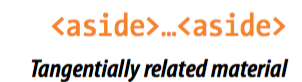 <aside>…<aside>
Tangentially related material